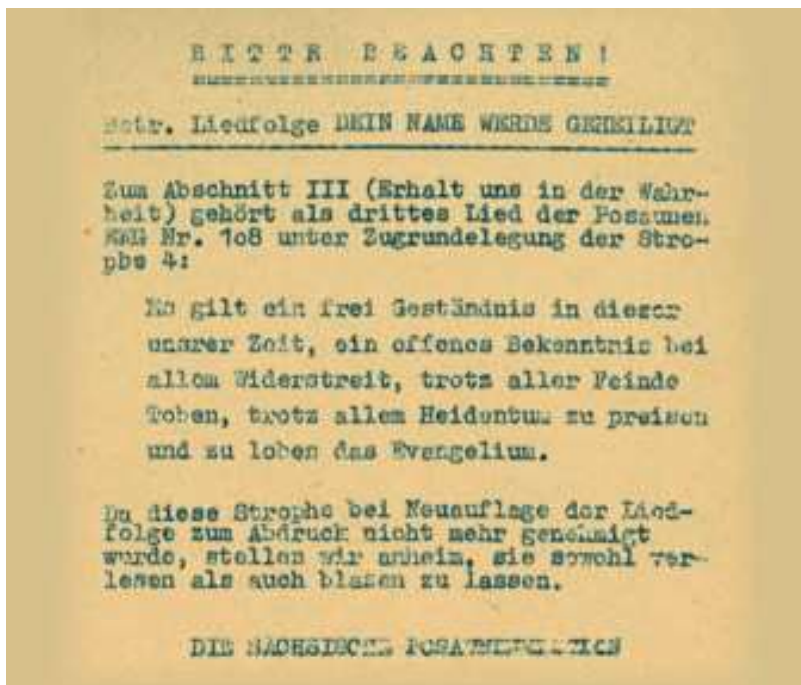 BITTE BEACHTEN!
Betr. Liedfolge DEIN NAME WERDE GEHEILIGT
Zum Abschnitt III (Erhalt uns in der Wahr-
heit) gehört als drittes Lied der Posaunen
EKG Nr. 108 unter Zugrundelegung der Stro-
phe 4:
Es gilt ein frei Geständnis in dieser
unsrer Zeit, ein offenes Bekenntnis bei
allem Widerstreit, trotz aller Feinde
Toben, trotz allem Heidentum zu preisen
und zu loben das Evangelium.
Da diese Strophe bei Neuauflage der Lied-
folge zum Abdruck nicht mehr genehmigt
wurde, stellen wir anheim, sie sowohl ver-
lesen als auch blasen zu lassen.
DIE SÄCHSISCHE POSAUNENMISSION